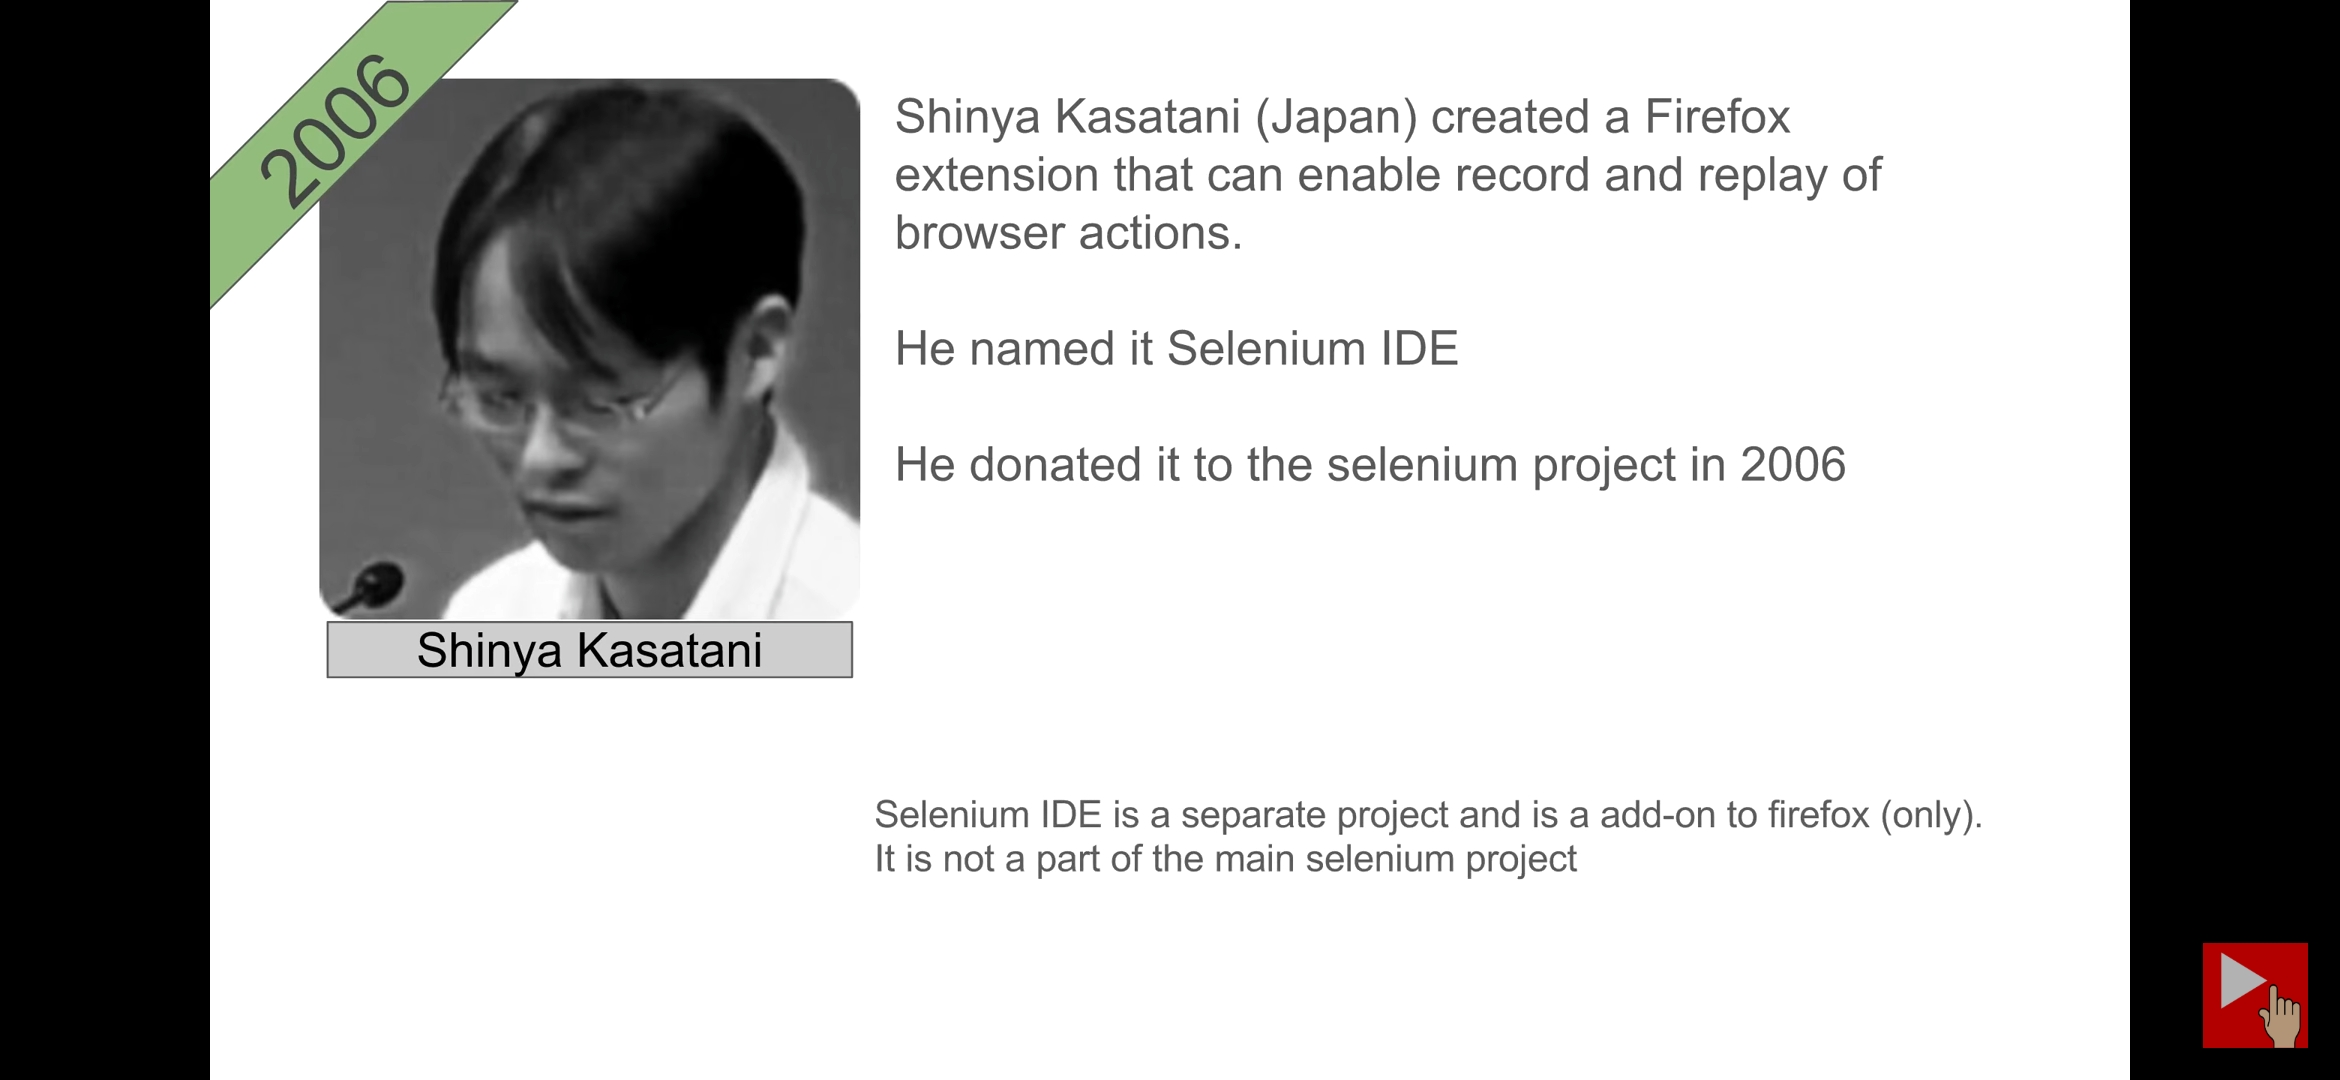 2006
Shinya Kasatani (Japan) created a Firefox
extension that can enable record and replay of
browser actions.
He named it Selenium IDE
He donated it to the selenium project in 2006
Shinya Kasatani
Selenium IDE is a separate project and is a add-on to firefox (only).
It is not a part of the main selenium project